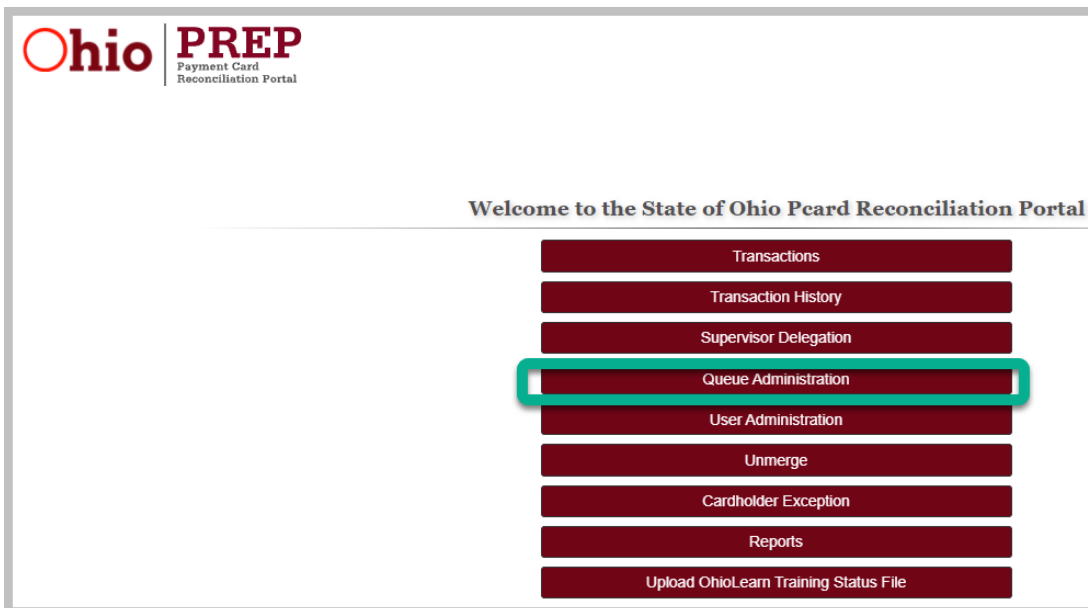 Ohio PREP
Payment Card
Reconciliation Portal
Welcome to the State of Ohio Pcard Reconciliation Portal
Transactions
Transaction History
Supervisor Delegation
Queue Administration
User Administration
Unmerge
Cardholder Exception
Reports
Upload OhioLearn Training Status File